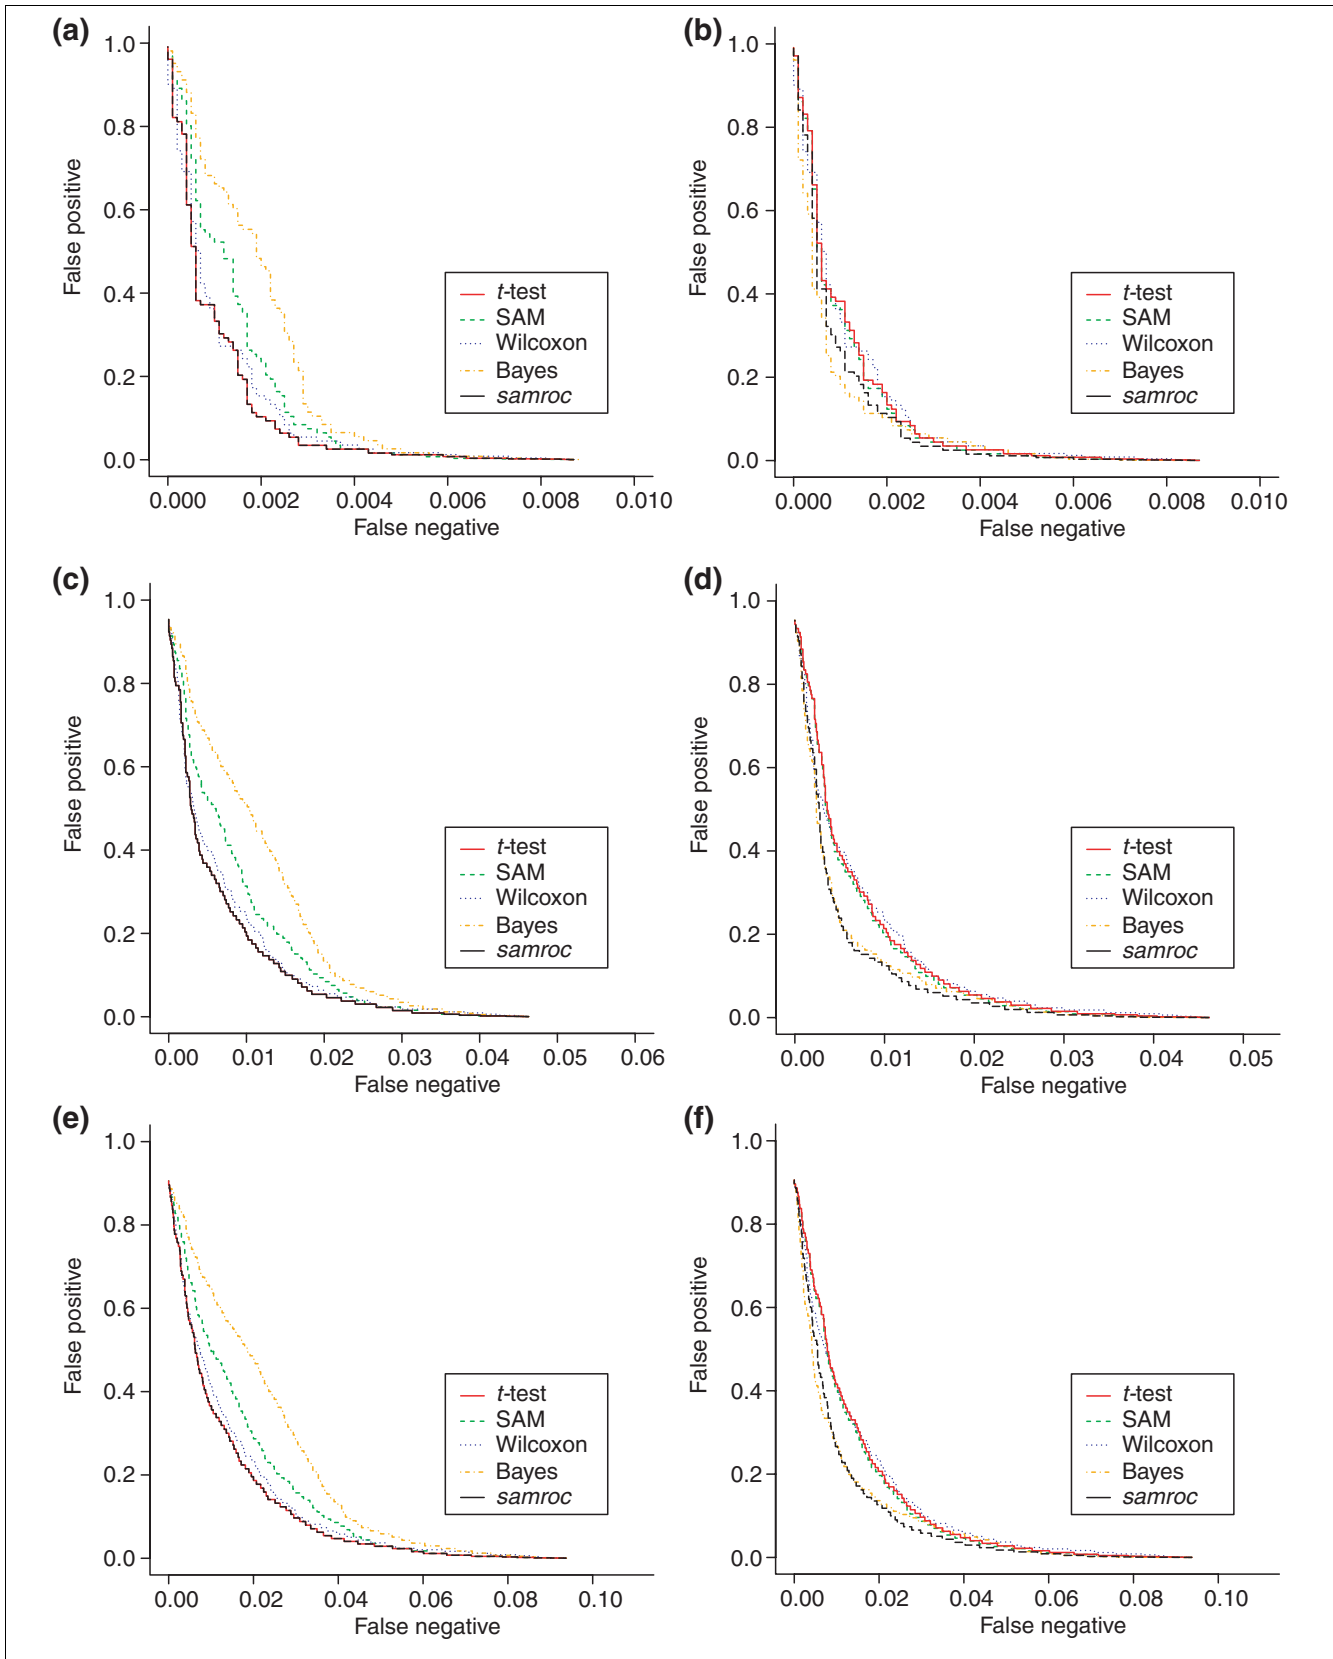 (a)
False positive
1.0
0.8
0.6
0.4
0.2
0.0
t-test
SAM
Wilcoxon
Bayes
samroc
0.000 0.002 0.004 0.006 0.008 0.010
False negative
(b)
False positive
1.0
0.8
0.6
0.4
0.2
0.0
t-test
SAM
Wilcoxon
Bayes
samroc
0.000 0.002 0.004 0.006 0.008 0.010
False negative
(c)
False positive
1.0
0.8
0.6
0.4
0.2
0.0
t-test
SAM
Wilcoxon
Bayes
samroc
0.00 0.01 0.02 0.03 0.04 0.05 0.06
False negative
(d)
False positive
1.0
0.8
0.6
0.4
0.2
0.0
t-test
SAM
Wilcoxon
Bayes
samroc
0.00 0.01 0.02 0.03 0.04 0.05
False negative
(e)
False positive
1.0
0.8
0.6
0.4
0.2
0.0
t-test
SAM
Wilcoxon
Bayes
samroc
0.00 0.02 0.04 0.06 0.08 0.10
False negative
(f)
False positive
1.0
0.8
0.6
0.4
0.2
0.0
t-test
SAM
Wilcoxon
Bayes
samroc
0.00 0.02 0.04 0.06 0.08 0.10
False negative